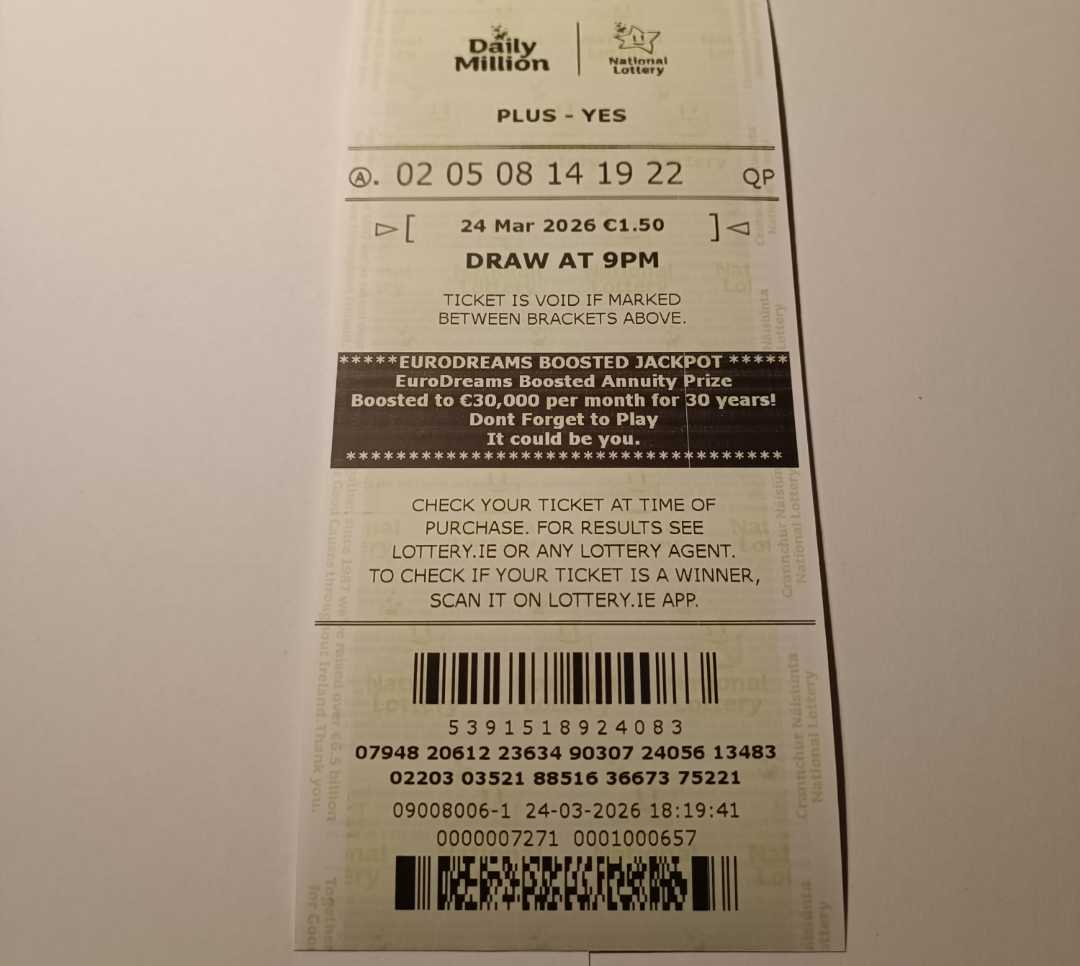 Daily
Million
National
Lottery
PLUS - YES
Ⓐ. 02 05 08 14 19 22 QP
▷[ 24 Mar 2026 €1.50 ]◁
DRAW AT 9PM
TICKET IS VOID IF MARKED
BETWEEN BRACKETS ABOVE.
*****EURODREAMS BOOSTED JACKPOT *****
EuroDreams Boosted Annuity Prize
Boosted to €30,000 per month for 30 years!
Dont Forget to Play
It could be you.
***********************************
CHECK YOUR TICKET AT TIME OF
PURCHASE. FOR RESULTS SEE
LOTTERY.IE OR ANY LOTTERY AGENT.
TO CHECK IF YOUR TICKET IS A WINNER,
SCAN IT ON LOTTERY.IE APP.
5391518924083
07948 20612 23634 90307 24056 13483
02203 03521 88516 36673 75221
09008006-1 24-03-2026 18:19:41
0000007271 0001000657
Crannchur Náisiúnta
National Lottery